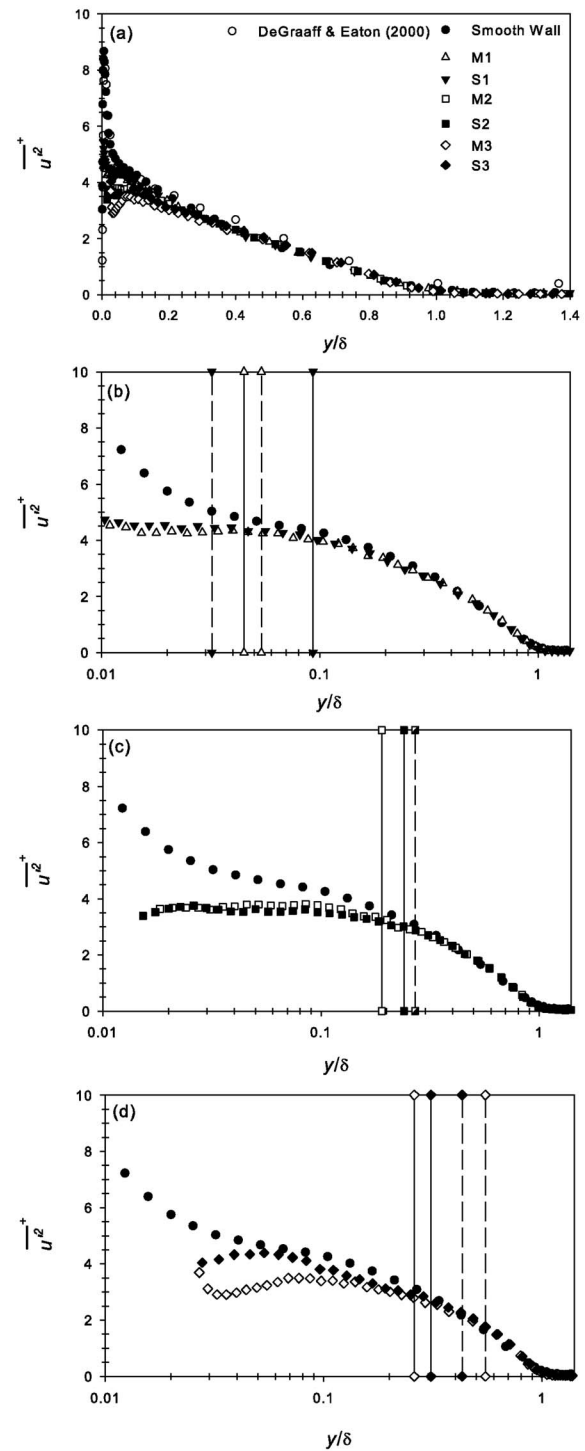 (a)
DeGraaff & Eaton (2000)
Smooth Wall
M1
S1
M2
S2
M3
S3
10
8
6
4
2
0
u'2+
0.0 0.2 0.4 0.6 0.8 1.0 1.2 1.4
y/δ
(b)
10
8
6
4
2
0
u'2+
0.01 0.1 1
y/δ
(c)
10
8
6
4
2
0
u'2+
0.01 0.1 1
y/δ
(d)
10
8
6
4
2
0
u'2+
0.01 0.1 1
y/δ